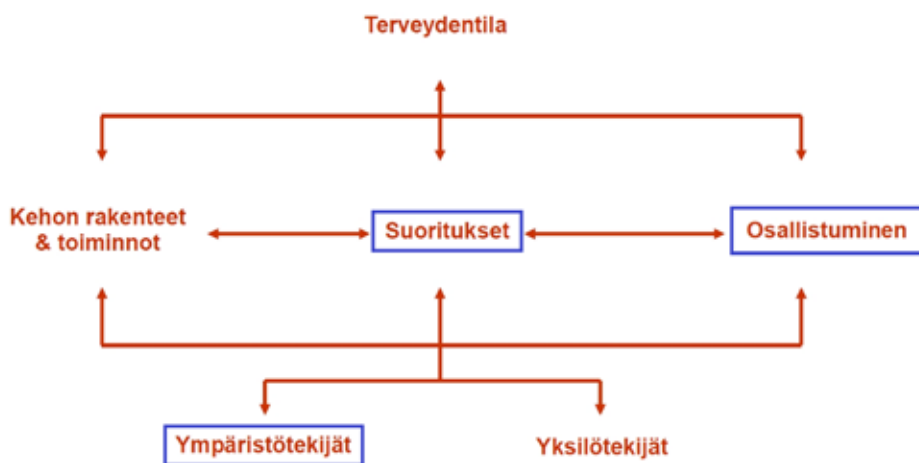 Terveydentila
Kehon rakenteet
& toiminnot
Suoritukset
Osallistuminen
Ympäristötekijät
Yksilötekijät